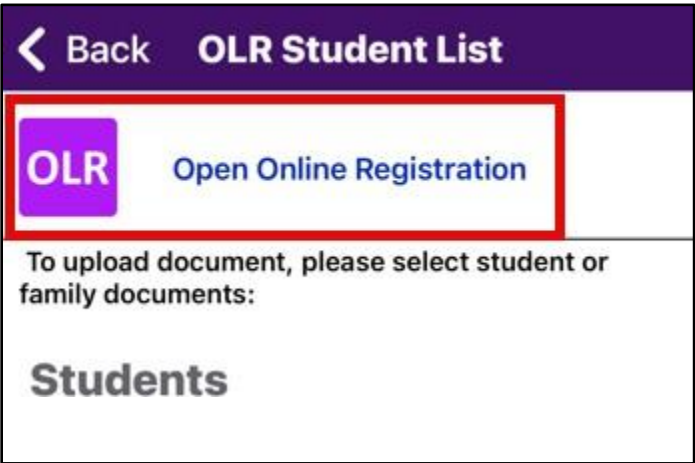 Back OLR Student List
OLR Open Online Registration
To upload document, please select student or
family documents:
Students